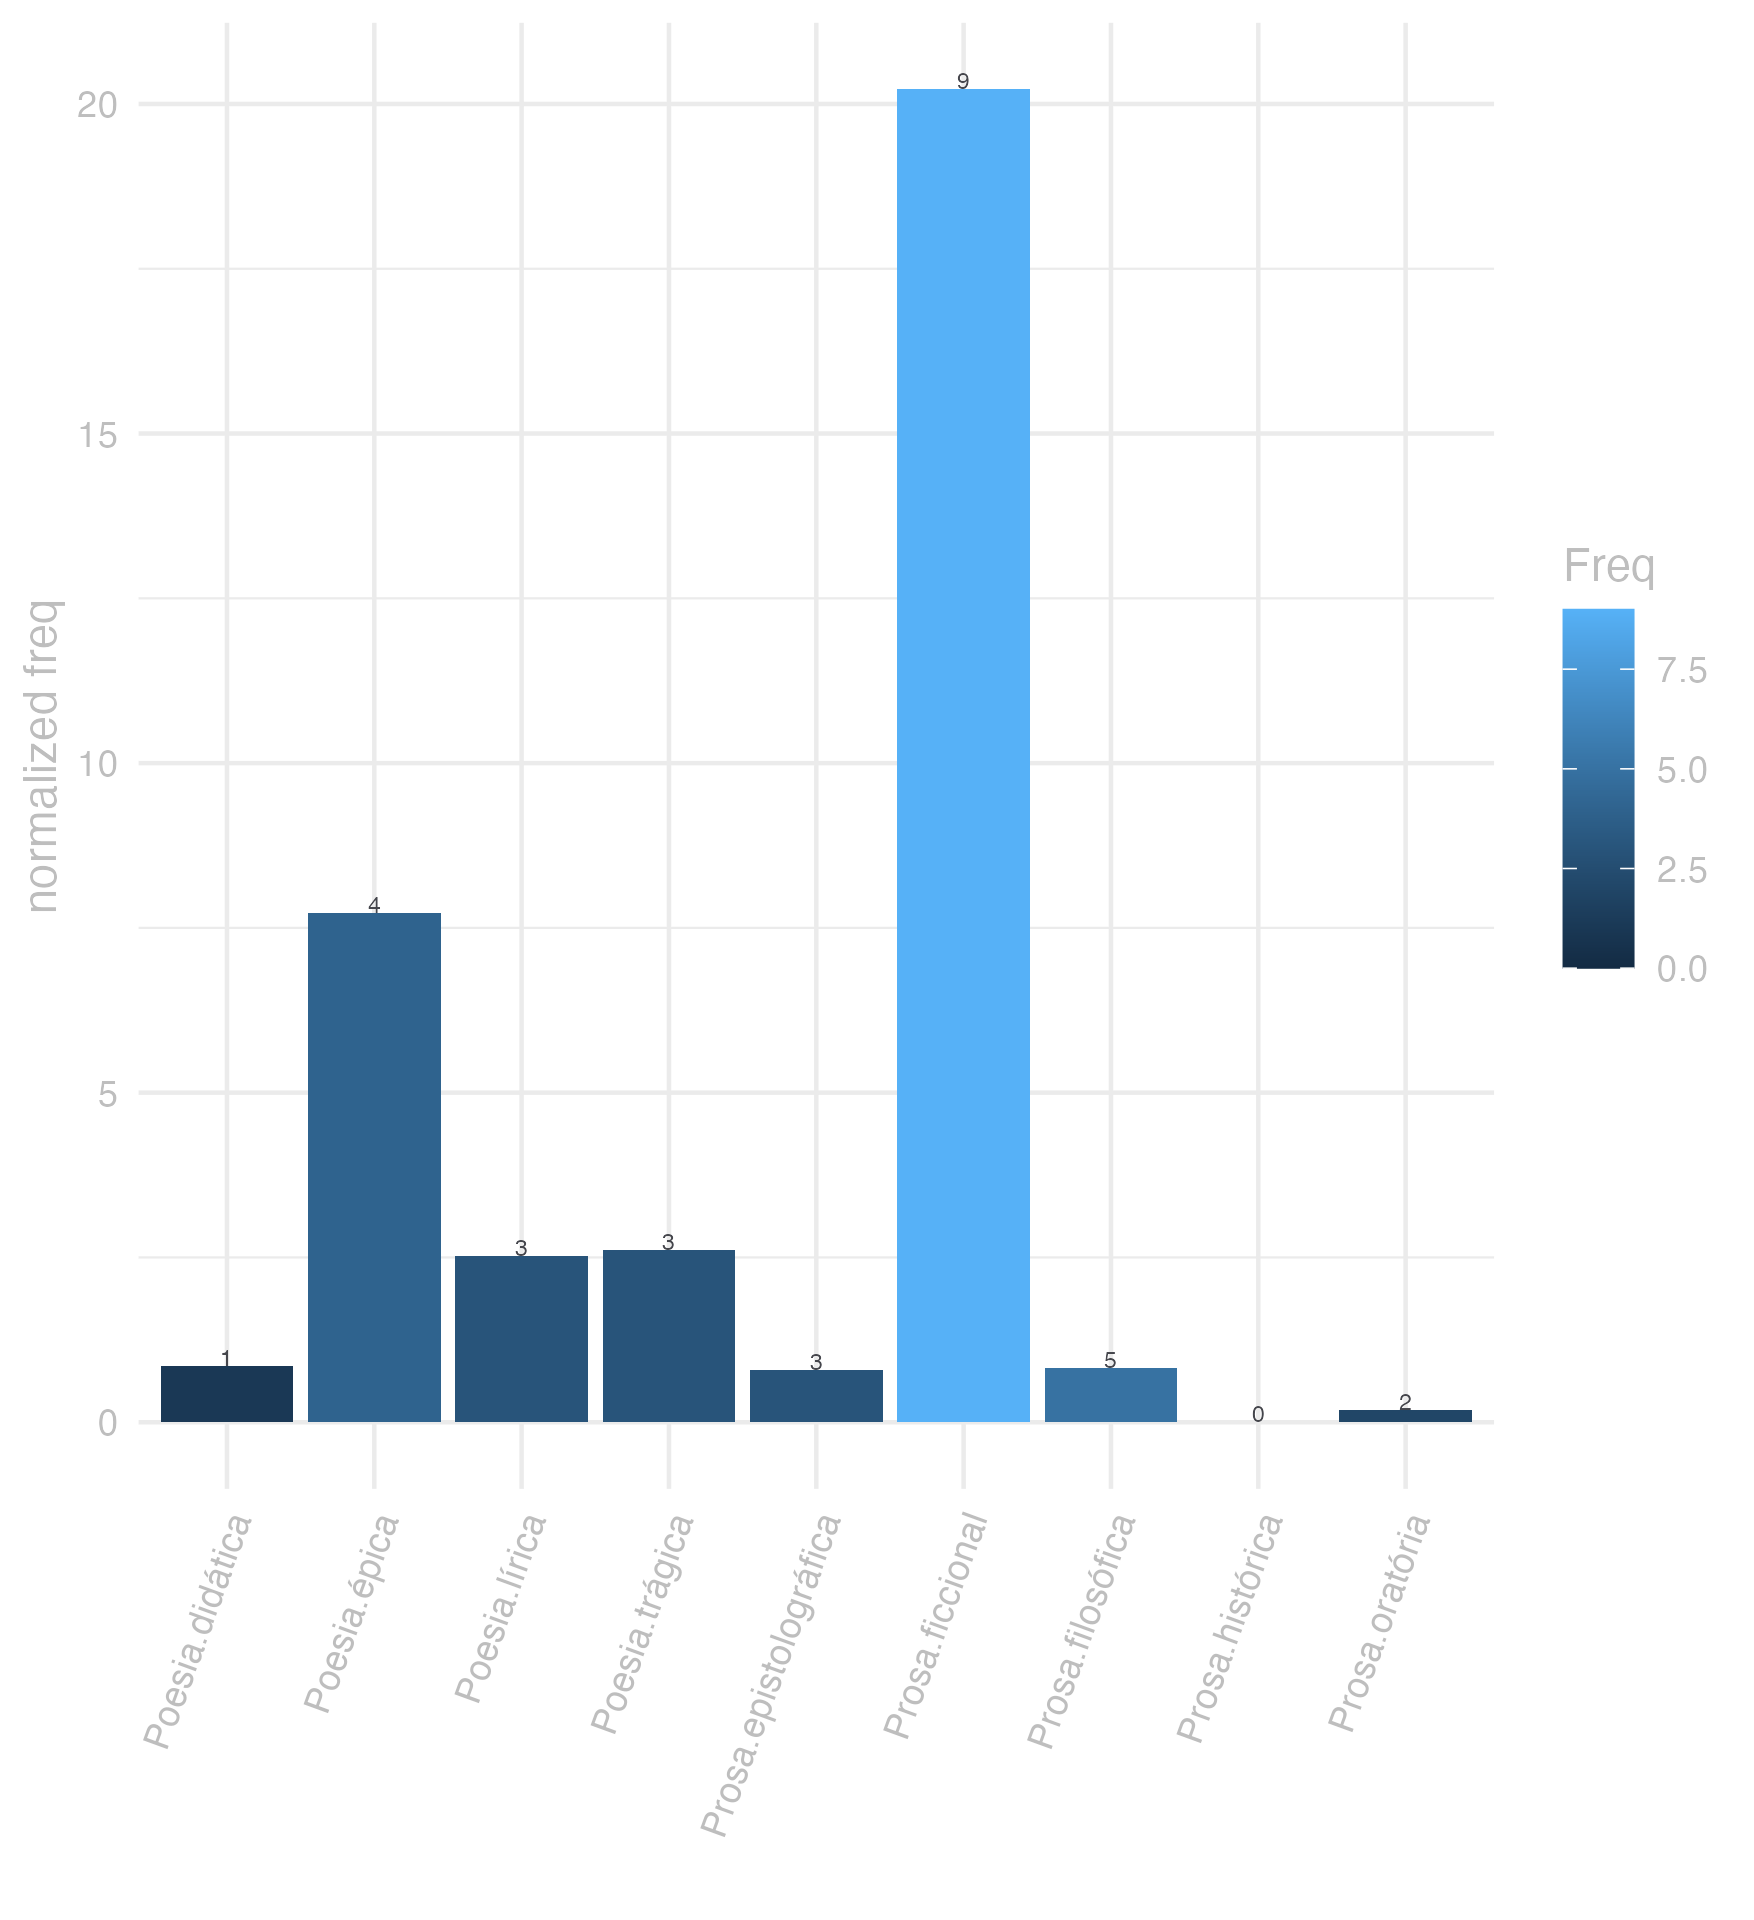 normalized freq
20
15
10
5
0
1
4
3
3
3
9
5
0
2
Poesia.didática
Poesia.épica
Poesia.lírica
Poesia.trágica
Prosa.epistolográfica
Prosa.ficcional
Prosa.filosófica
Prosa.histórica
Prosa.oratória
Freq
7.5
5.0
2.5
0.0